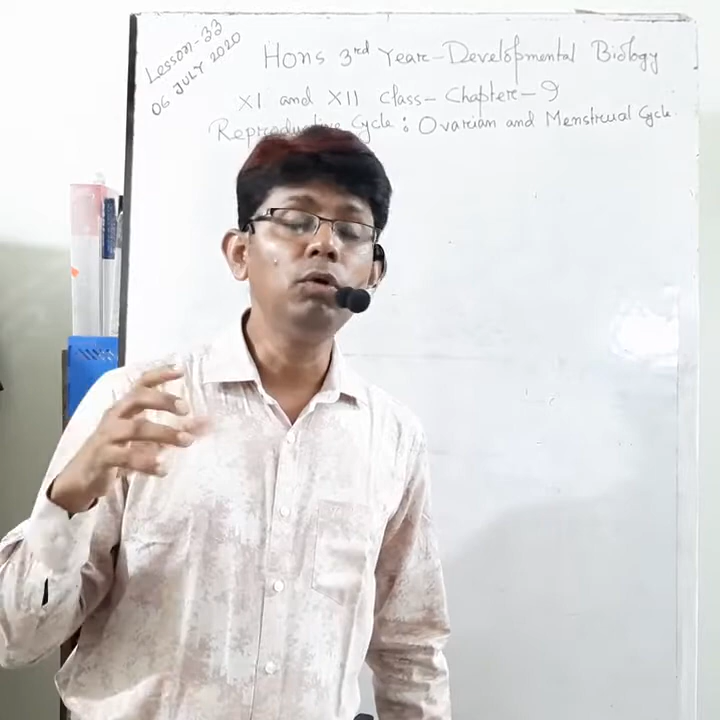 Lesson-33
06 JULY 2020
Hons 3rd Year-Developmental Biology
XI and XII Class-Chapter-9
Reproductive Cycle: Ovarian and Menstrual Cycle.